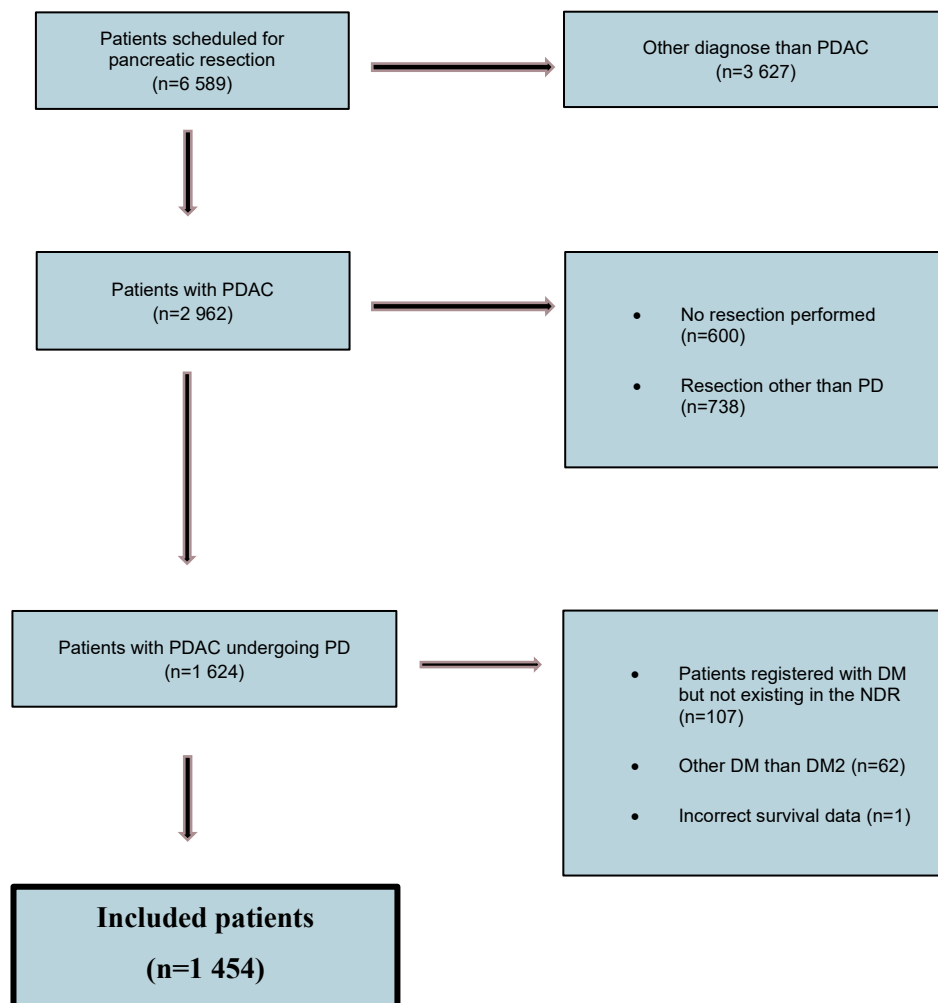 Patients scheduled for
pancreatic resection
(n=6 589)
Other diagnose than PDAC
(n=3 627)
Patients with PDAC
(n=2 962)
• No resection performed
(n=600)
• Resection other than PD
(n=738)
Patients with PDAC undergoing PD
(n=1 624)
• Patients registered with DM
but not existing in the NDR
(n=107)
• Other DM than DM2 (n=62)
• Incorrect survival data (n=1)
Included patients
(n=1 454)